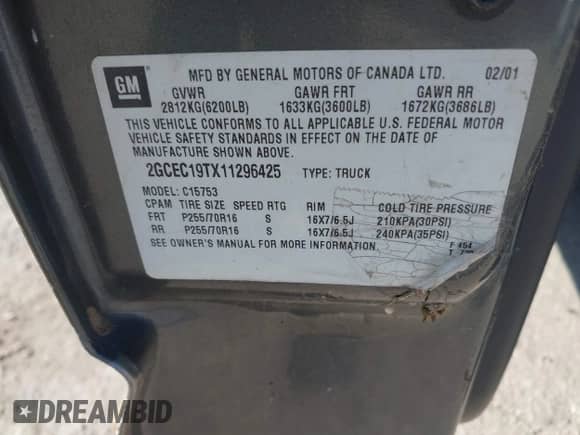 GM
MFD BY GENERAL MOTORS OF CANADA LTD. 02/01
GVWR GAWR FRT GAWR RR
2812KG(6200LB) 1633KG(3600LB) 1672KG(3686LB)
THIS VEHICLE CONFORMS TO ALL APPLICABLE U.S. FEDERAL MOTOR
VEHICLE SAFETY STANDARDS IN EFFECT ON THE DATE OF
MANUFACTURE SHOWN ABOVE.
2GCEC19TX11296425 TYPE: TRUCK
MODEL: C15753
CPAM TIRE SIZE SPEED RTG RIM COLD TIRE PRESSURE
FRT P255/70R16 S 16X7/6.5J 210KPA(30PSI)
RR P255/70R16 S 16X7/6.5J 240KPA(35PSI)
SEE OWNER'S MANUAL FOR MORE INFORMATION
DREAMBID